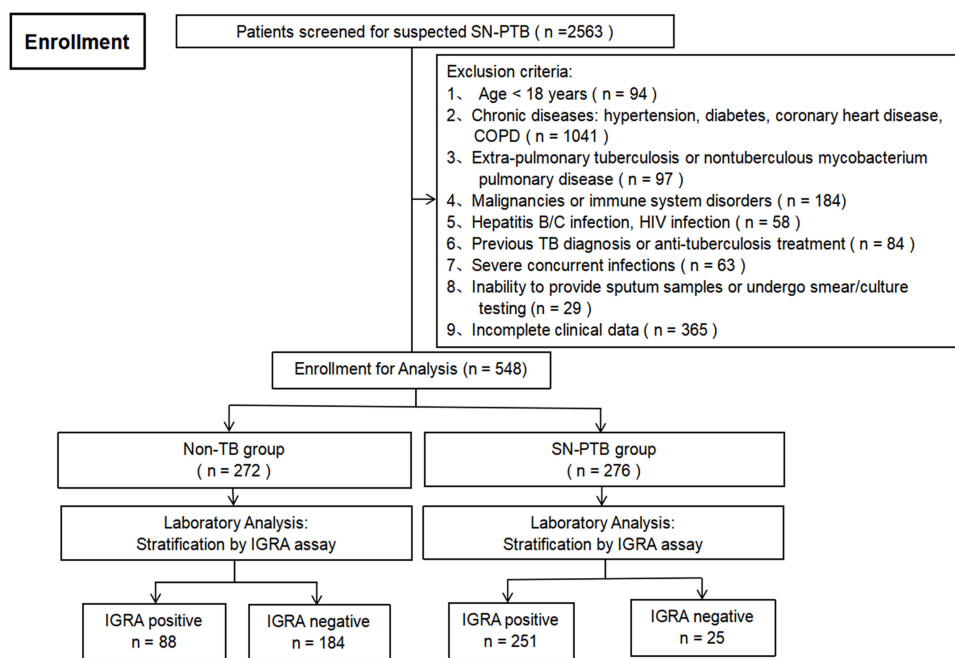 Enrollment
Patients screened for suspected SN-PTB ( n =2563 )
Exclusion criteria:
1、 Age < 18 years ( n = 94 )
2、Chronic diseases: hypertension, diabetes, coronary heart disease,
COPD ( n = 1041 )
3、Extra-pulmonary tuberculosis or nontuberculous mycobacterium
pulmonary disease ( n = 97 )
4、Malignancies or immune system disorders ( n = 184)
5、Hepatitis B/C infection, HIV infection ( n = 58 )
6、Previous TB diagnosis or anti-tuberculosis treatment ( n = 84 )
7、Severe concurrent infections ( n = 63 )
8、Inability to provide sputum samples or undergo smear/culture
testing (n = 29 )
9、Incomplete clinical data ( n = 365 )
Enrollment for Analysis (n = 548)
Non-TB group
( n = 272 )
SN-PTB group
( n = 276 )
Laboratory Analysis:
Stratification by IGRA assay
Laboratory Analysis:
Stratification by IGRA assay
IGRA positive
n = 88
IGRA negative
n = 184
IGRA positive
n = 251
IGRA negative
n = 25